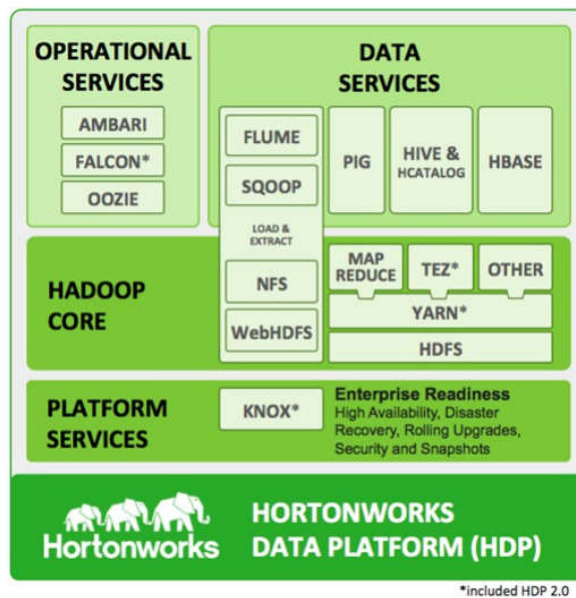 OPERATIONAL
SERVICES
AMBARI
FALCON*
OOZIE
DATA
SERVICES
FLUME
SQOOP
LOAD &
EXTRACT
NFS
WebHDFS
PIG
HIVE &
HCATALOG
HBASE
HADOOP
CORE
MAP
REDUCE
TEZ*
OTHER
YARN*
HDFS
PLATFORM
SERVICES
KNOX*
Enterprise Readiness
High Availability, Disaster
Recovery, Rolling Upgrades,
Security and Snapshots
Hortonworks
HORTONWORKS
DATA PLATFORM (HDP)
*included HDP 2.0